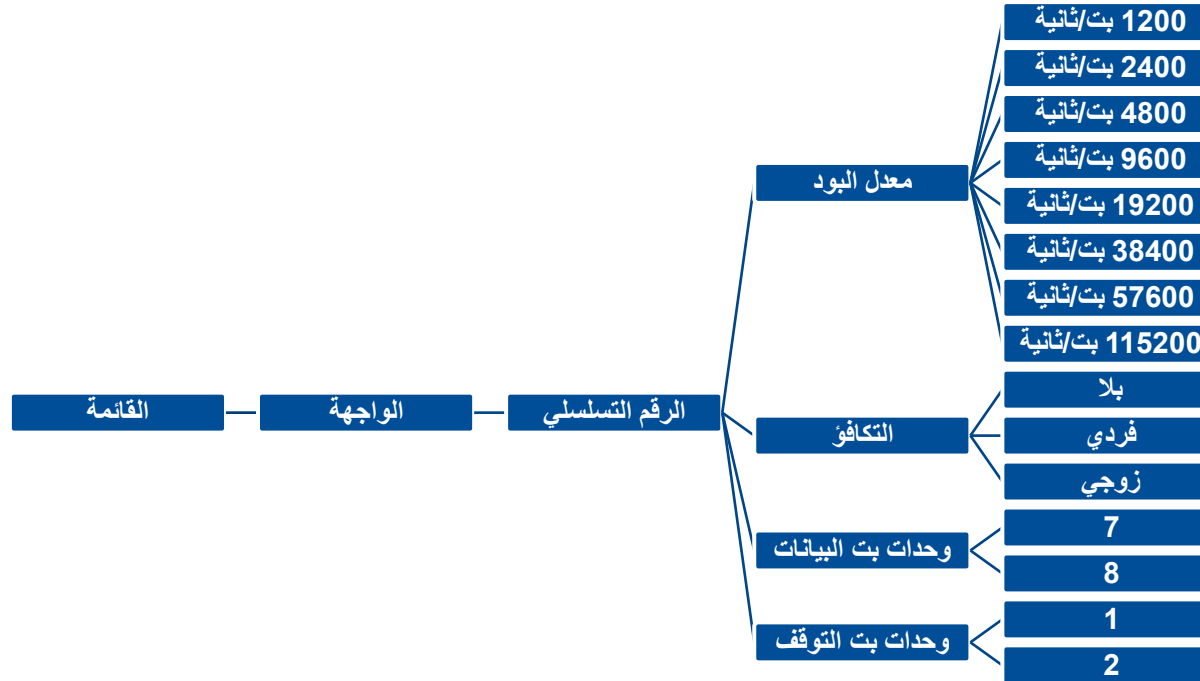 القائمة
الواجهة
الرقم التسلسلي
معدل البود
1200 بت/ثانية
2400 بت/ثانية
4800 بت/ثانية
9600 بت/ثانية
19200 بت/ثانية
38400 بت/ثانية
57600 بت/ثانية
115200 بت/ثانية
التكافؤ
بلا
فردي
زوجي
وحدات بت البيانات
7
8
وحدات بت التوقف
1
2